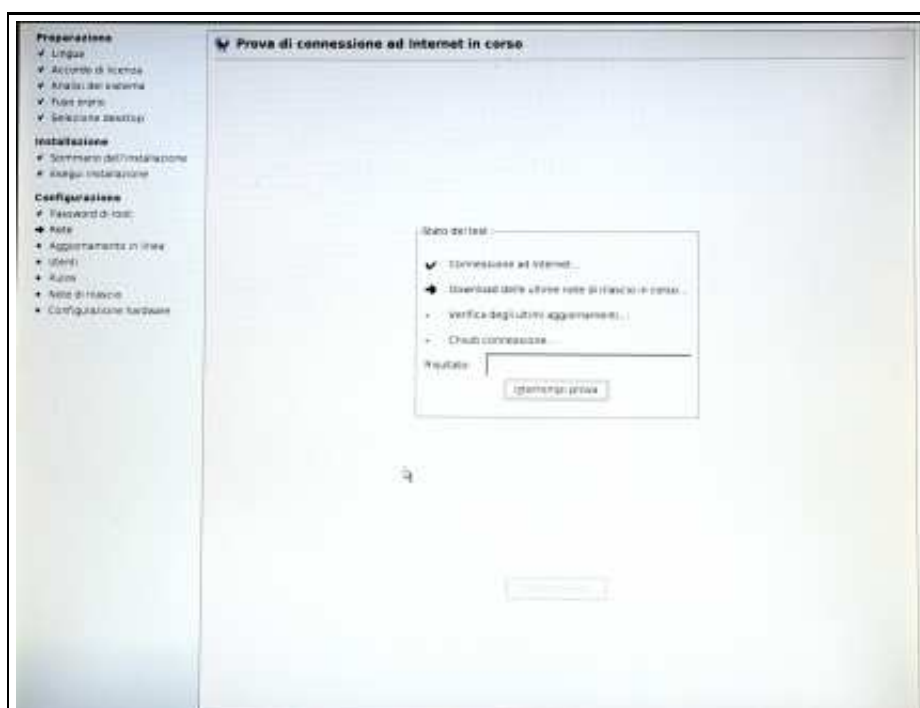 Preparazione
Lingua
Accordo di licenza
Analisi del sistema
Fuso orario
Selezione desktop
Installazione
Sommario dell'installazione
Esegui installazione
Configurazione
Password di root
Rete
Aggiornamento in linea
Utenti
Pulizia
Note di rilascio
Configurazione hardware
Prova di connessione ad Internet in corso
Stato del test
Connessione ad Internet...
Download delle ultime note di rilascio in corso...
Verifica degli ultimi aggiornamenti...
Chiudi connessione...
Risultato:
Interrompi prova